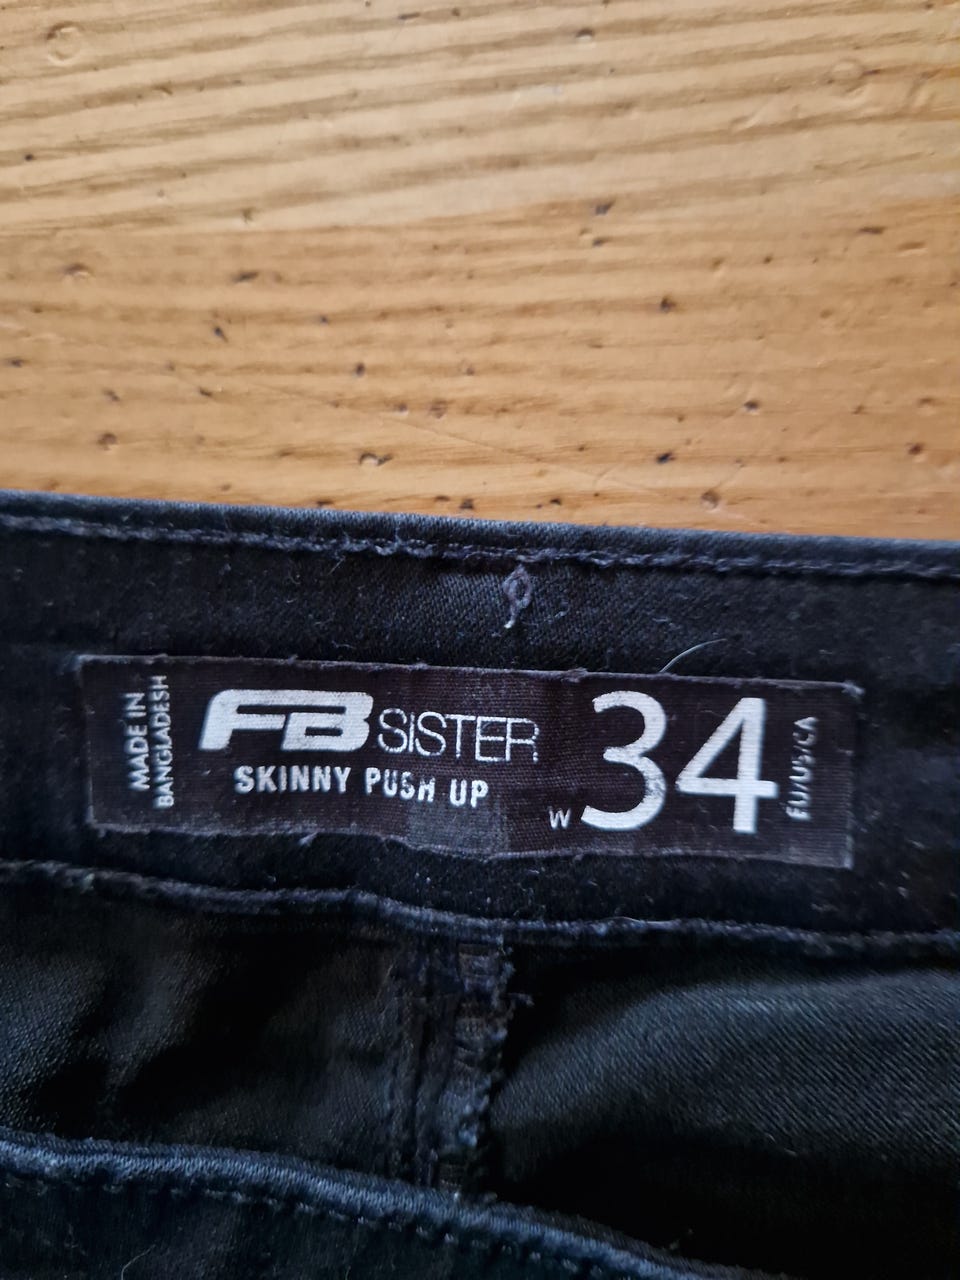 MADE IN
BANGLADESH
FB SISTER
SKINNY PUSH UP
W 34
EU/US/CA